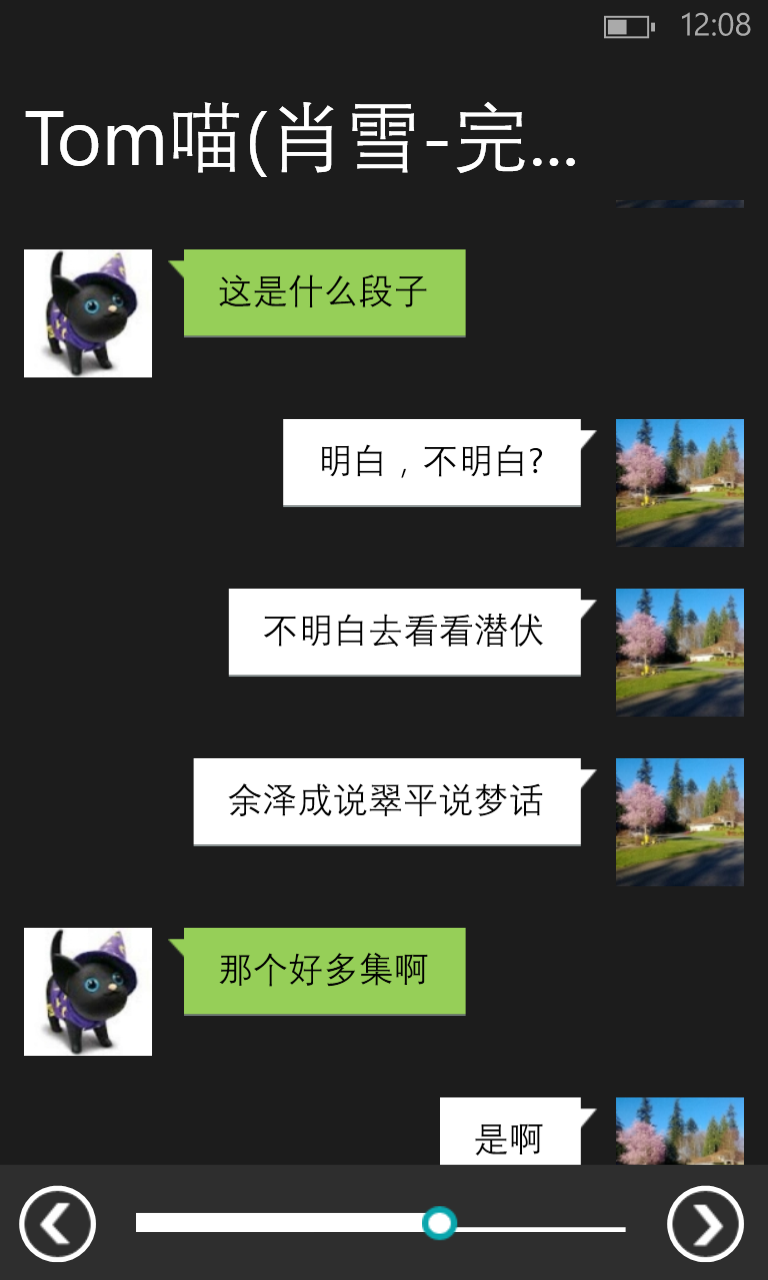 12:08
Tom喵(肖雪-完...
这是什么段子
明白，不明白?
不明白去看看潜伏
余泽成说翠平说梦话
那个好多集啊
是啊